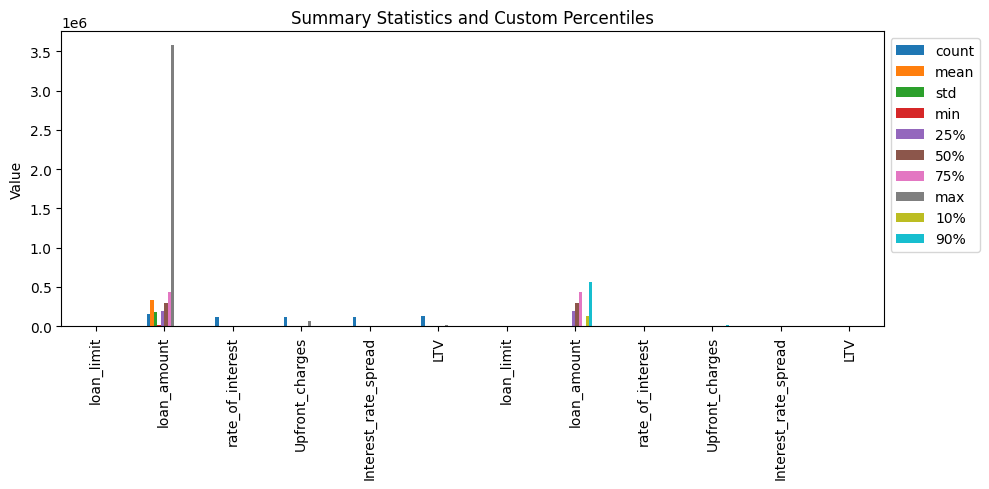 Summary Statistics and Custom Percentiles
1e6
3.5
3.0
2.5
2.0
1.5
1.0
0.5
0.0
Value
loan_limit
loan_amount
rate_of_interest
Upfront_charges
Interest_rate_spread
LTV
loan_limit
loan_amount
rate_of_interest
Upfront_charges
Interest_rate_spread
LTV
count
mean
std
min
25%
50%
75%
max
10%
90%